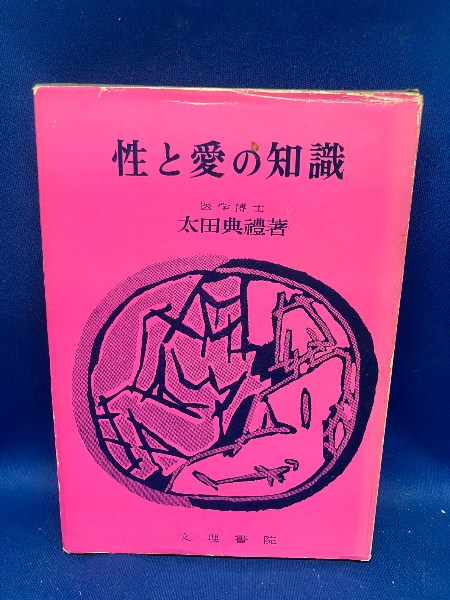 性と愛の知識
医学博士
太田典禮著
文理書院